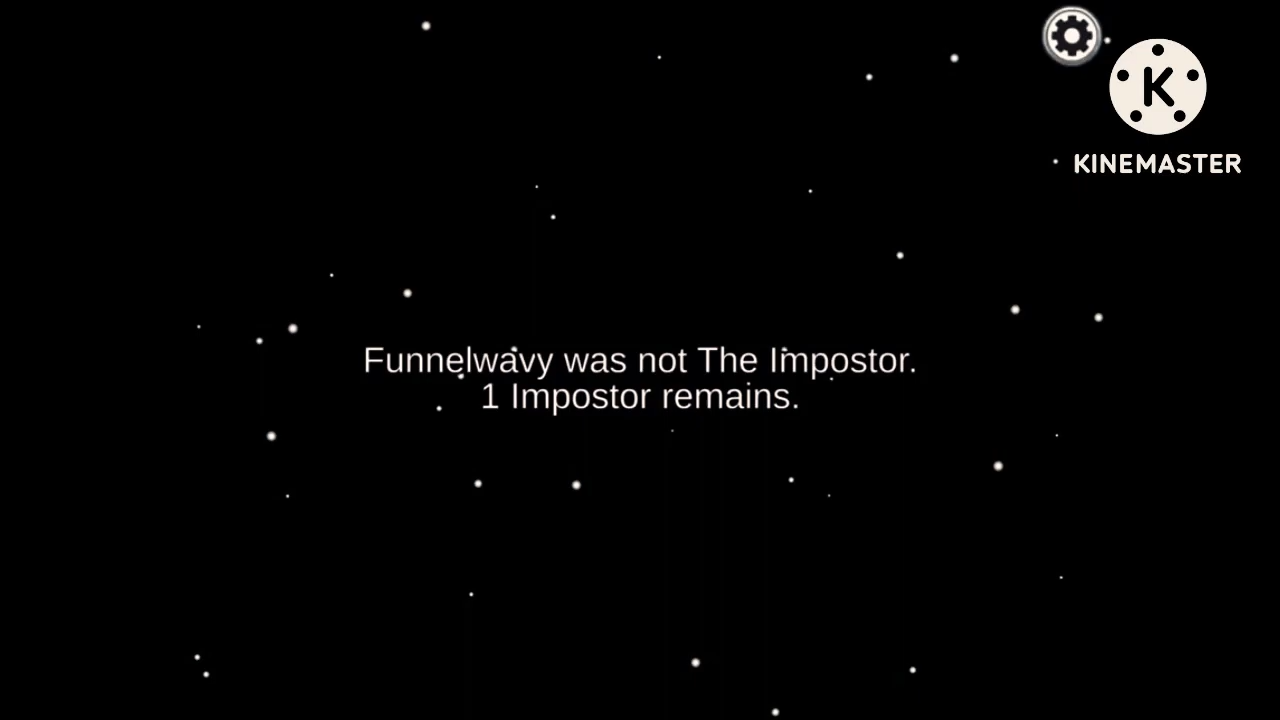 K
KINEMASTER
Funnelwavy was not The Impostor.
1 Impostor remains.